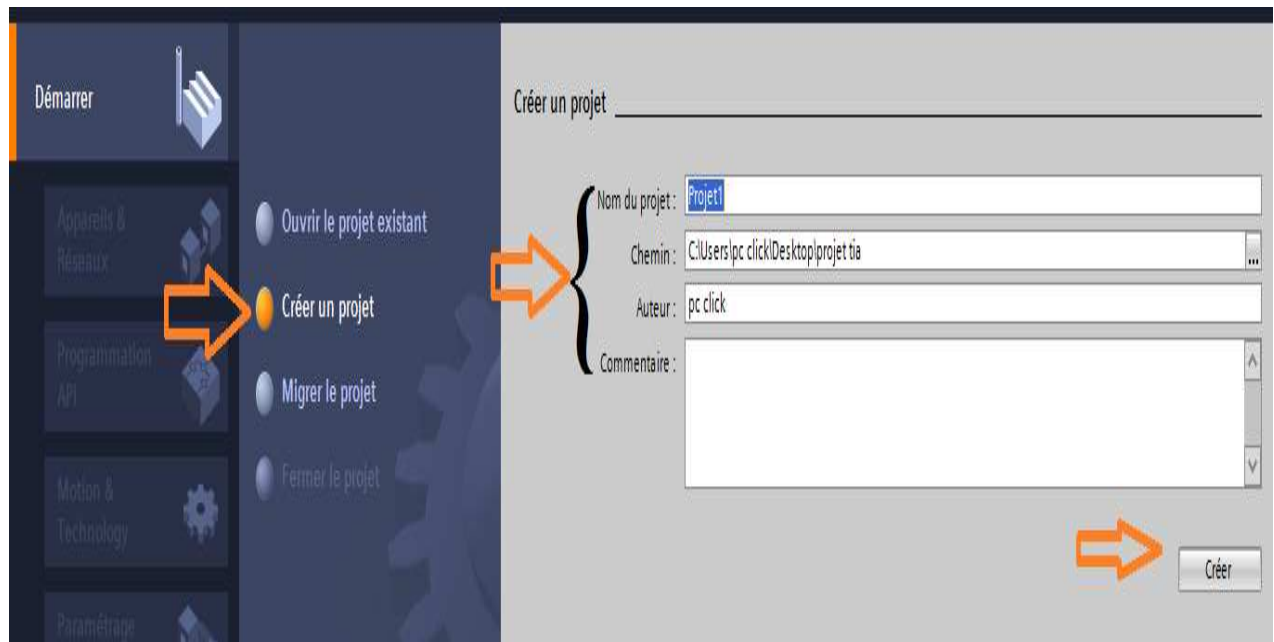 Démarrer
Appareils &
Réseaux
Programmation
API
Motion &
Technology
Paramétrage
Ouvrir le projet existant
Créer un projet
Migrer le projet
Fermer le projet
Créer un projet
Nom du projet : Projet1
Chemin : C:\Users\pc click\Desktop\projet tia ...
Auteur : pc click
Commentaire :
Créer